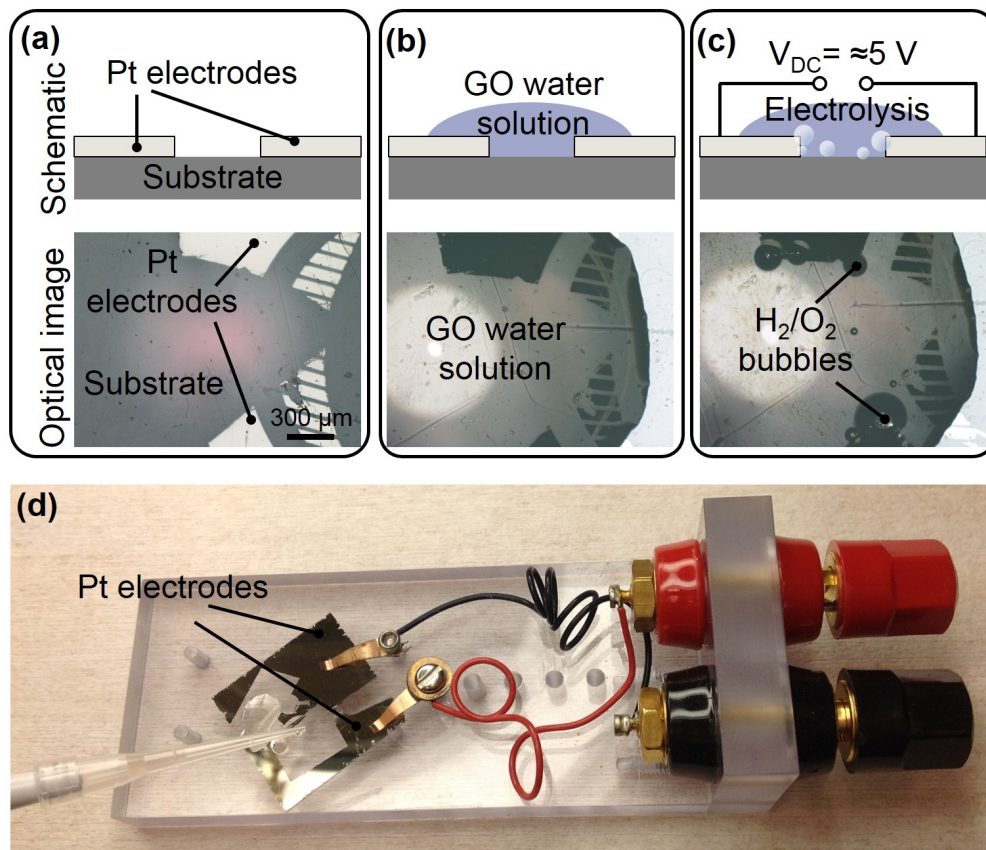 (a)
Schematic
Pt electrodes
Substrate
Optical image
Pt
electrodes
Substrate
300 µm
(b)
GO water
solution
GO water
solution
(c)
V_DC= ≈5 V
Electrolysis
H₂/O₂
bubbles
(d)
Pt electrodes